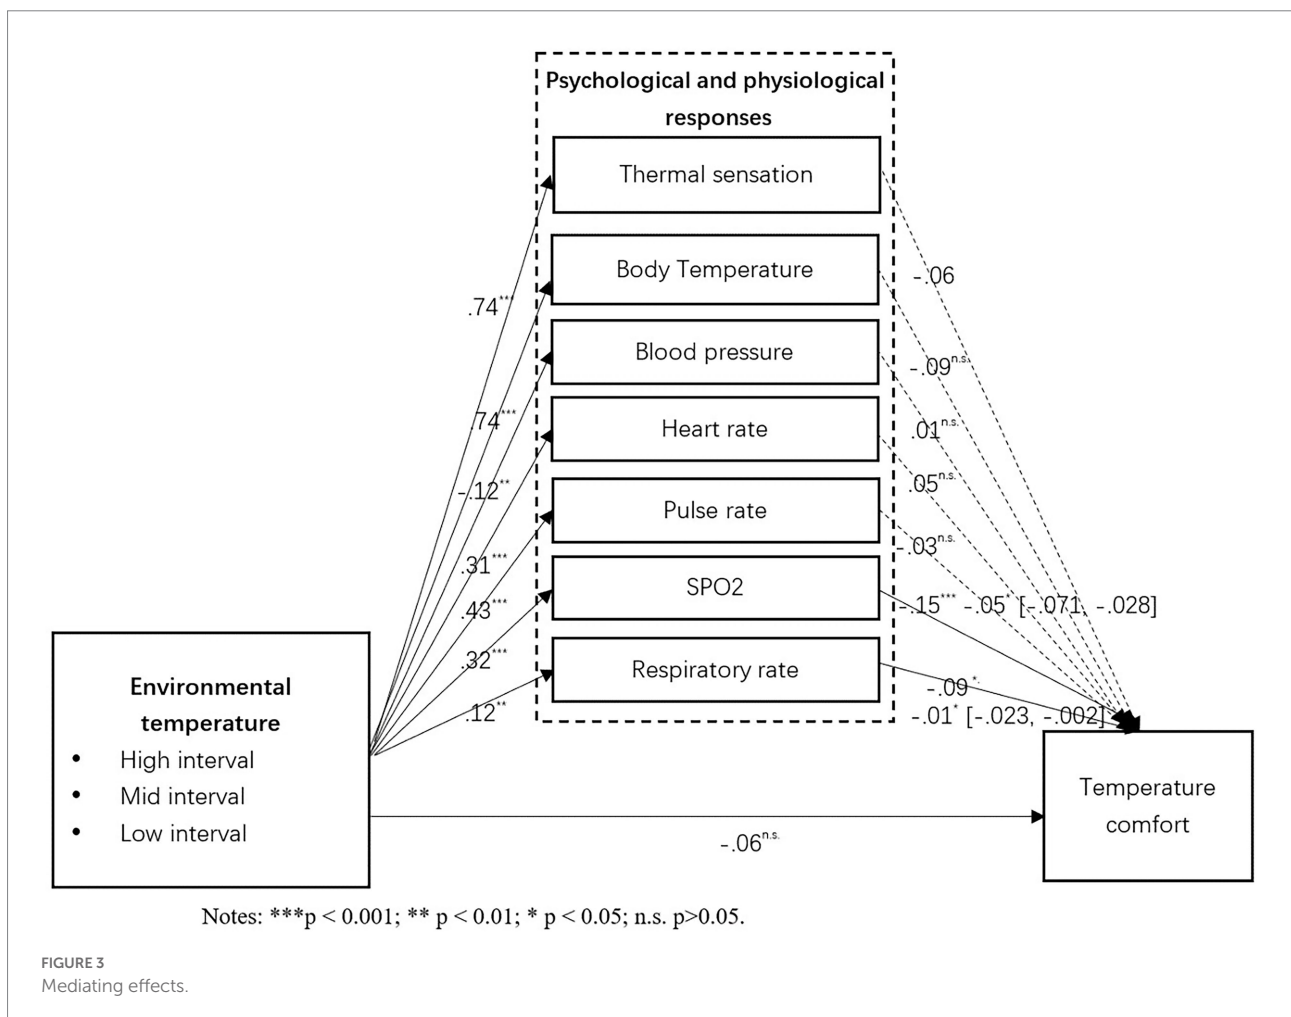 Psychological and physiological
responses
Thermal sensation
Body Temperature
Blood pressure
Heart rate
Pulse rate
SPO2
Respiratory rate
.74***
.74***
-.12**
.31***
.43***
.32***
.12**
-.06
-.09n.s.
.01n.s.
.05n.s.
-.03n.s.
-.15*** -.05* [-.071, -.028]
-.09*.
-.01* [-.023, -.002]
Environmental
temperature
• High interval
• Mid interval
• Low interval
-.06n.s.
Temperature
comfort
Notes: ***p < 0.001; ** p < 0.01; * p < 0.05; n.s. p>0.05.
FIGURE 3
Mediating effects.